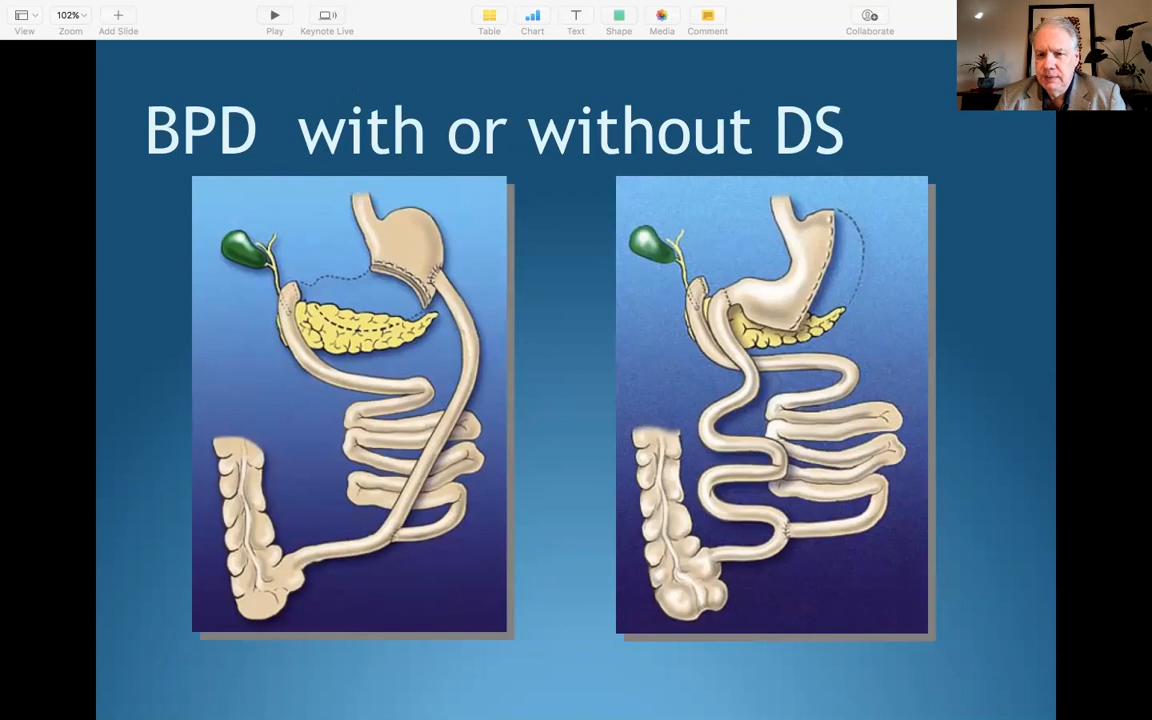 102%
View
Zoom
Add Slide
Play
Keynote Live
Table
Chart
Text
Shape
Media
Comment
Collaborate
BPD with or without DS